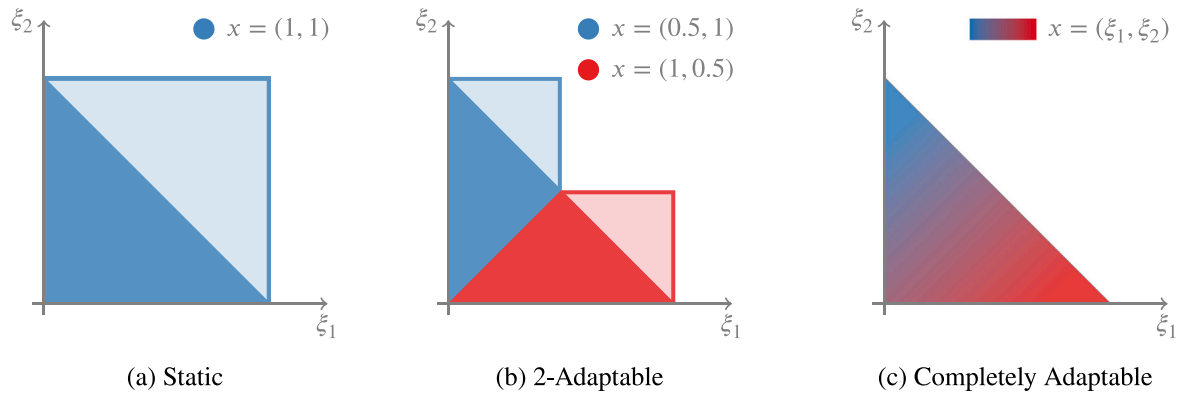 ξ₂
x = (1, 1)
ξ₁
(a) Static
ξ₂
x = (0.5, 1)
x = (1, 0.5)
ξ₁
(b) 2-Adaptable
ξ₂
x = (ξ₁, ξ₂)
ξ₁
(c) Completely Adaptable